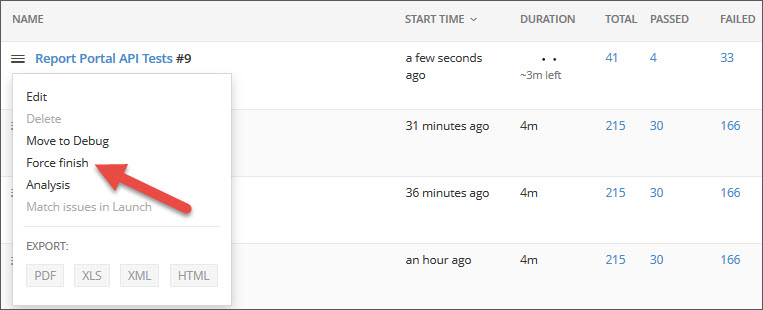 NAME START TIME DURATION TOTAL PASSED FAILED
Report Portal API Tests #9 a few seconds ago ~3m left 41 4 33
Edit
Delete
Move to Debug
Force finish
Analysis
Match issues in Launch
EXPORT:
PDF XLS XML HTML
31 minutes ago 4m 215 30 166
36 minutes ago 4m 215 30 166
an hour ago 4m 215 30 166